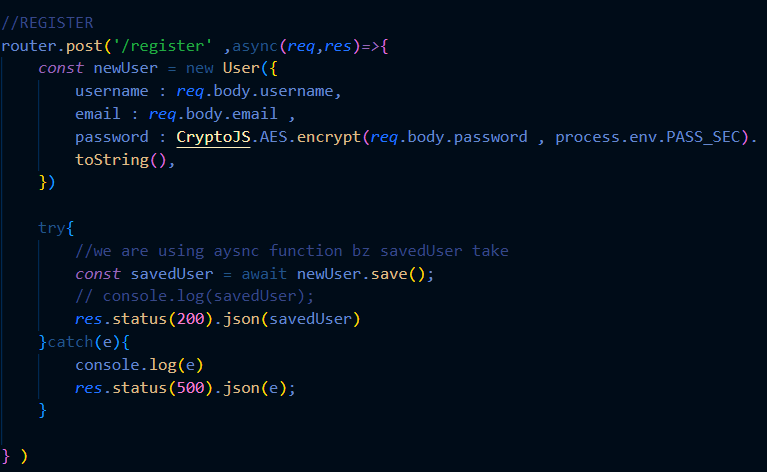 //REGISTER
router.post('/register' ,async(req,res)=>{
    const newUser = new User({
        username : req.body.username,
        email : req.body.email ,
        password : CryptoJS.AES.encrypt(req.body.password , process.env.PASS_SEC).
        toString(),
    })

    try{
        //we are using aysnc function bz savedUser take
        const savedUser = await newUser.save();
        // console.log(savedUser);
        res.status(200).json(savedUser)
    }catch(e){
        console.log(e)
        res.status(500).json(e);
    }

} )